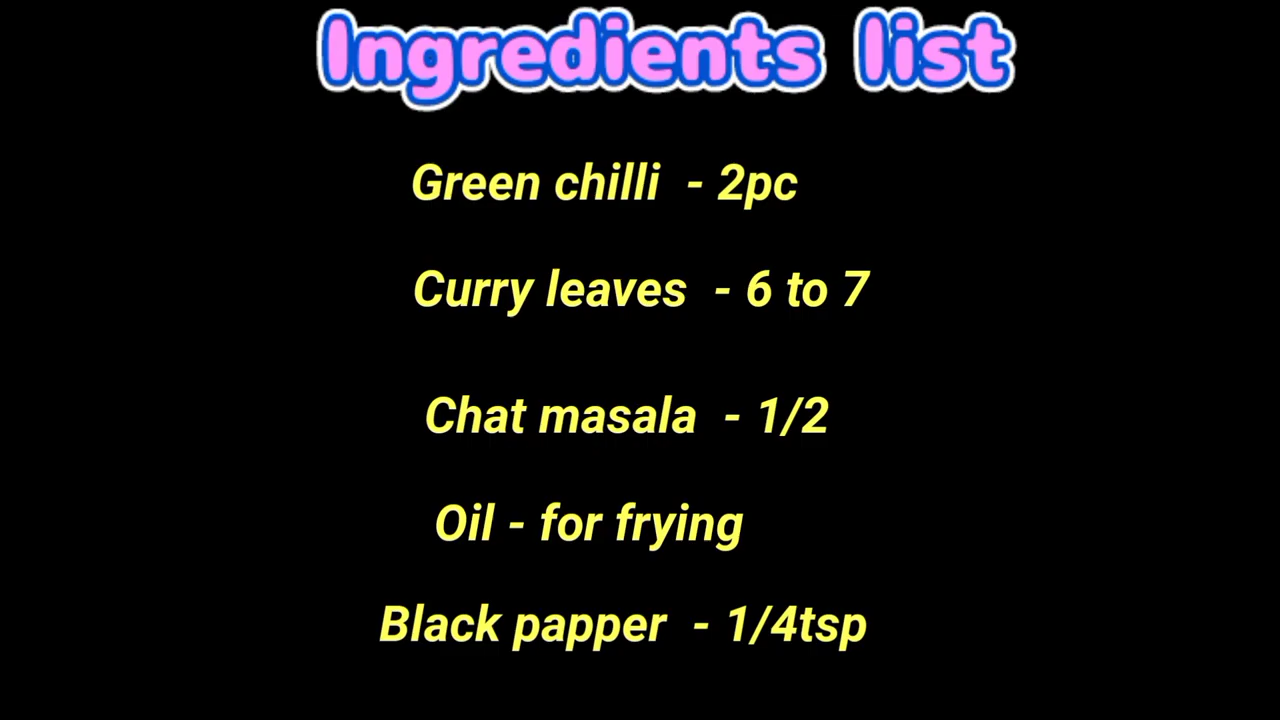 Ingredients list
Green chilli - 2pc
Curry leaves - 6 to 7
Chat masala - 1/2
Oil - for frying
Black papper - 1/4tsp